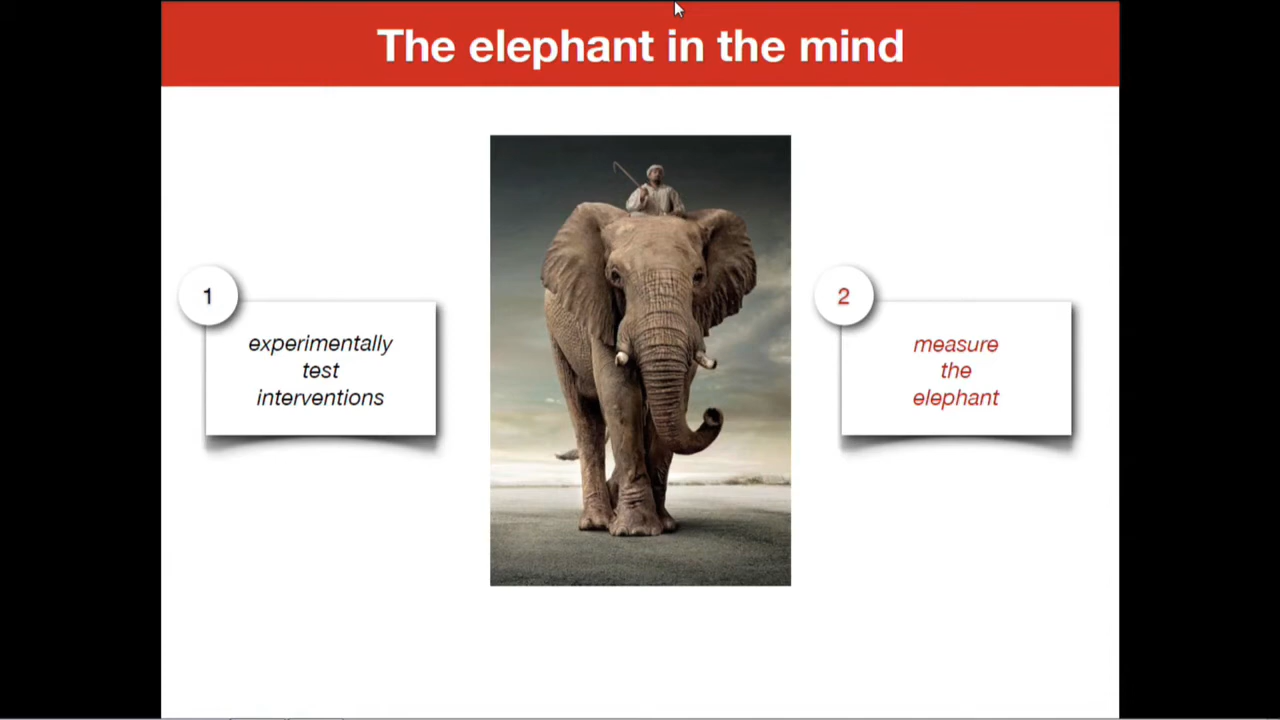 The elephant in the mind
1
experimentally
test
interventions
2
measure
the
elephant